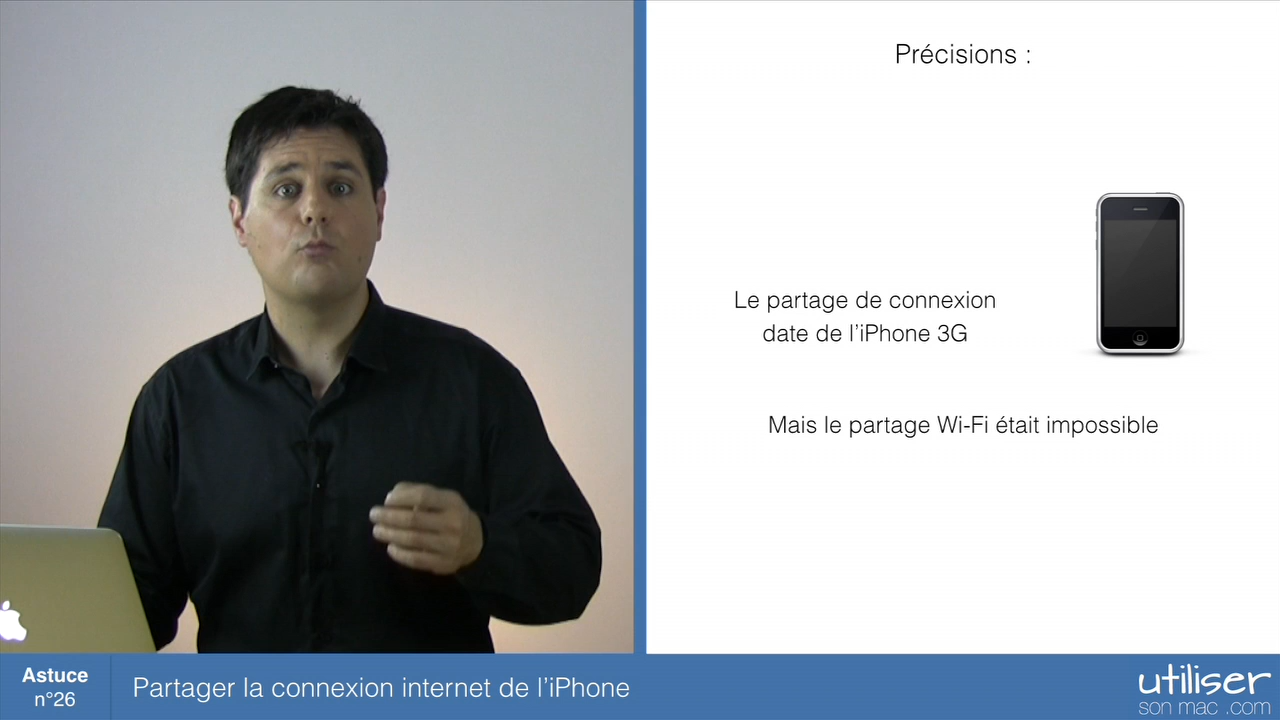 Précisions :
Le partage de connexion
date de l'iPhone 3G
Mais le partage Wi-Fi était impossible
Astuce
n°26
Partager la connexion internet de l'iPhone
utiliser
son mac .com